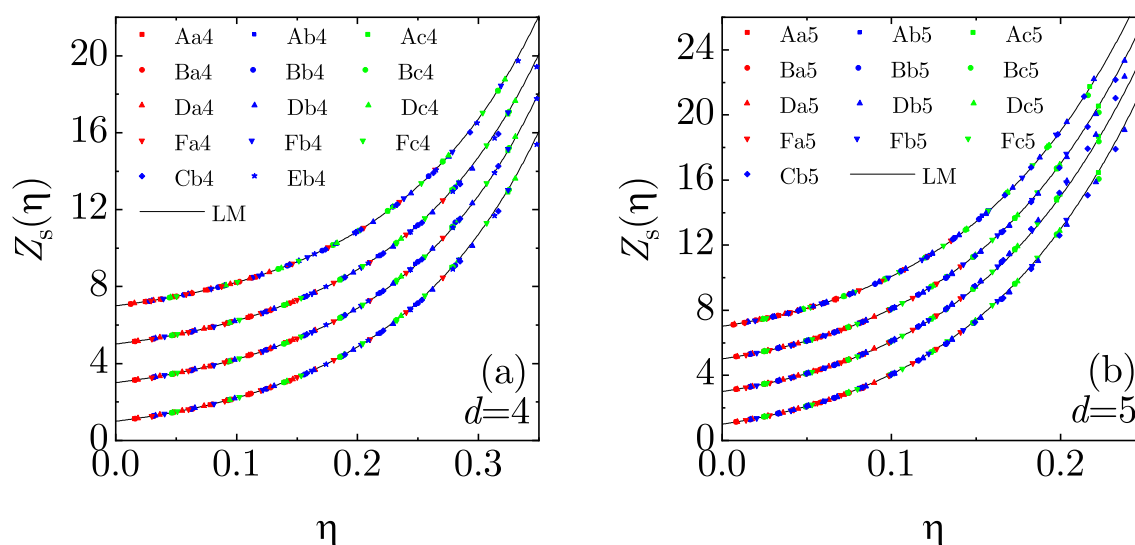 Aa4 Ab4 Ac4
Ba4 Bb4 Bc4
Da4 Db4 Dc4
Fa4 Fb4 Fc4
Cb4 Eb4
LM
20
16
12
8
4
0
Zs(η)
(a)
d=4
0.0 0.1 0.2 0.3
η
Aa5 Ab5 Ac5
Ba5 Bb5 Bc5
Da5 Db5 Dc5
Fa5 Fb5 Fc5
Cb5 LM
24
20
16
12
8
4
0
Zs(η)
(b)
d=5
0.0 0.1 0.2
η